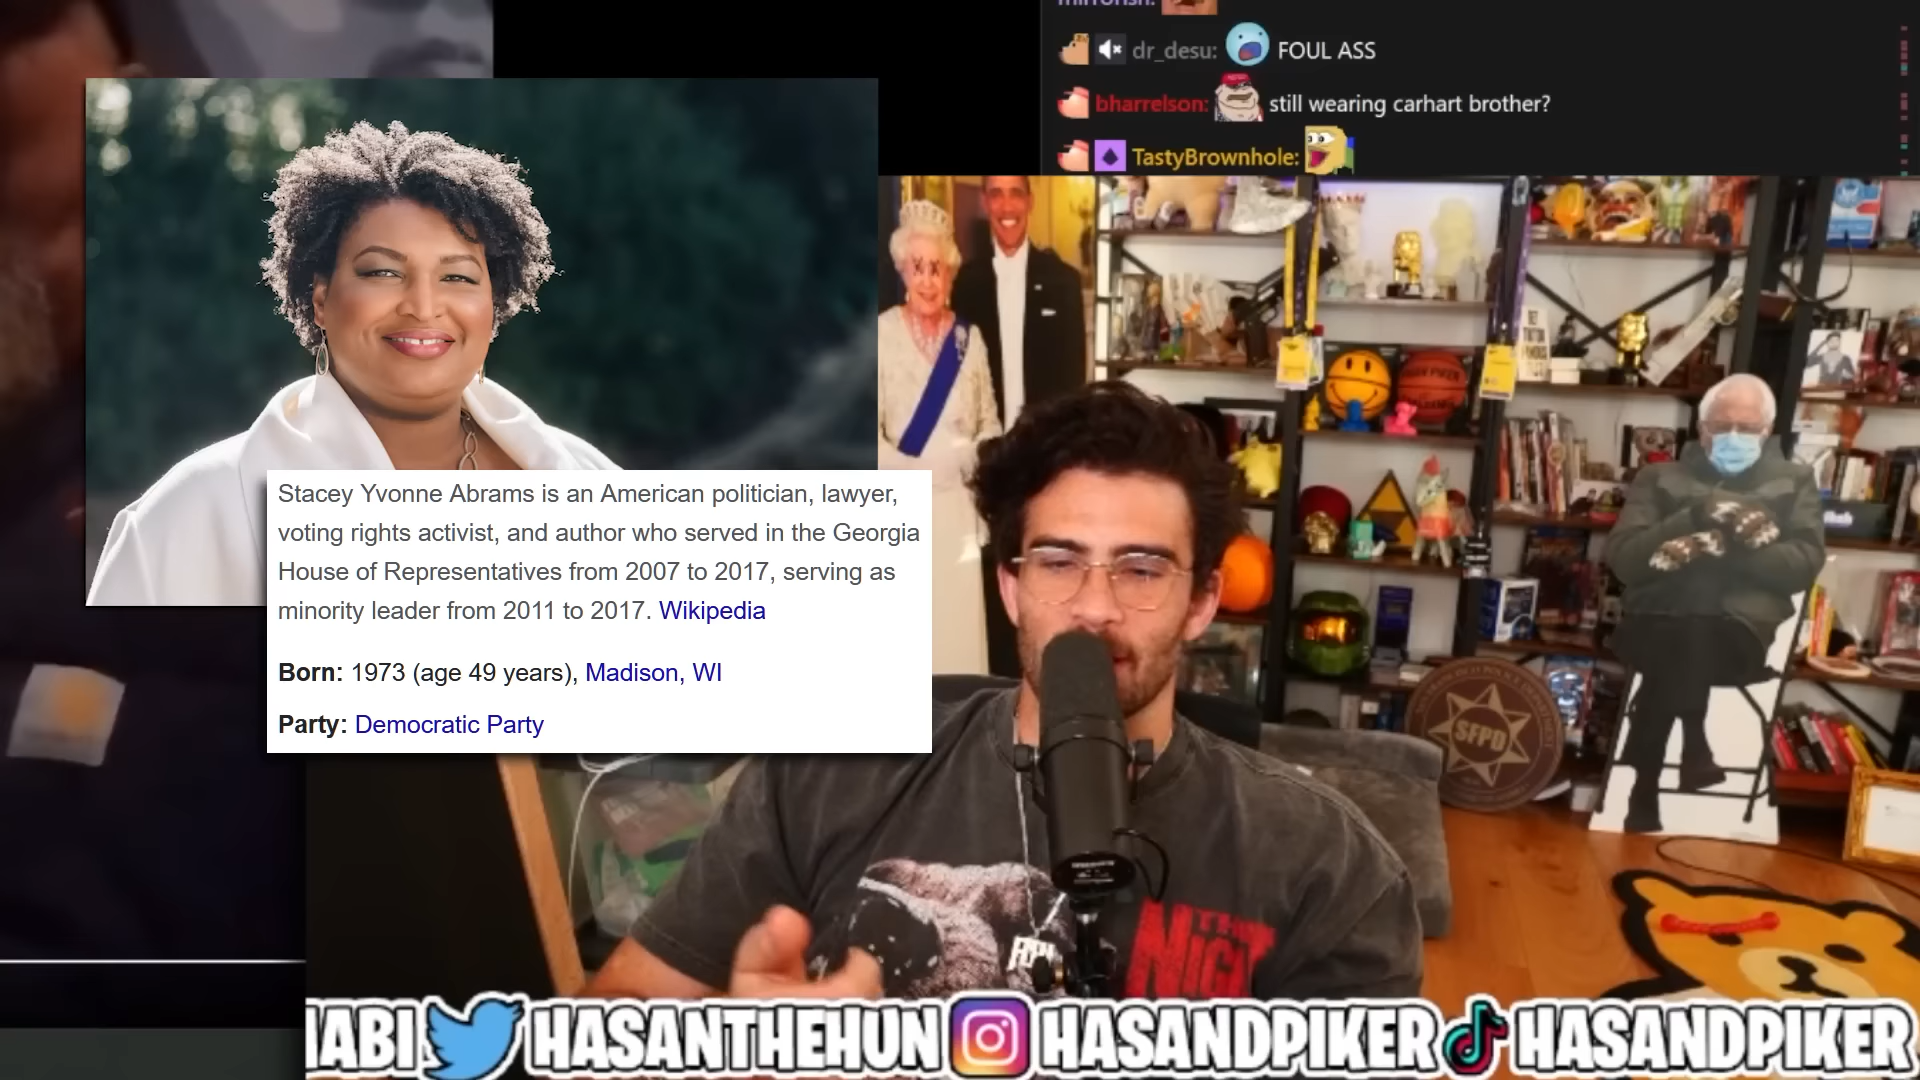 dr_desu: FOUL ASS
bharrelson: still wearing carhart brother?
TastyBrownhole:
Stacey Yvonne Abrams is an American politician, lawyer,
voting rights activist, and author who served in the Georgia
House of Representatives from 2007 to 2017, serving as
minority leader from 2011 to 2017. Wikipedia
Born: 1973 (age 49 years), Madison, WI
Party: Democratic Party
SFPD
THE
NIGT
HASANTHEHUN HASANDPIKER HASANDPIKER